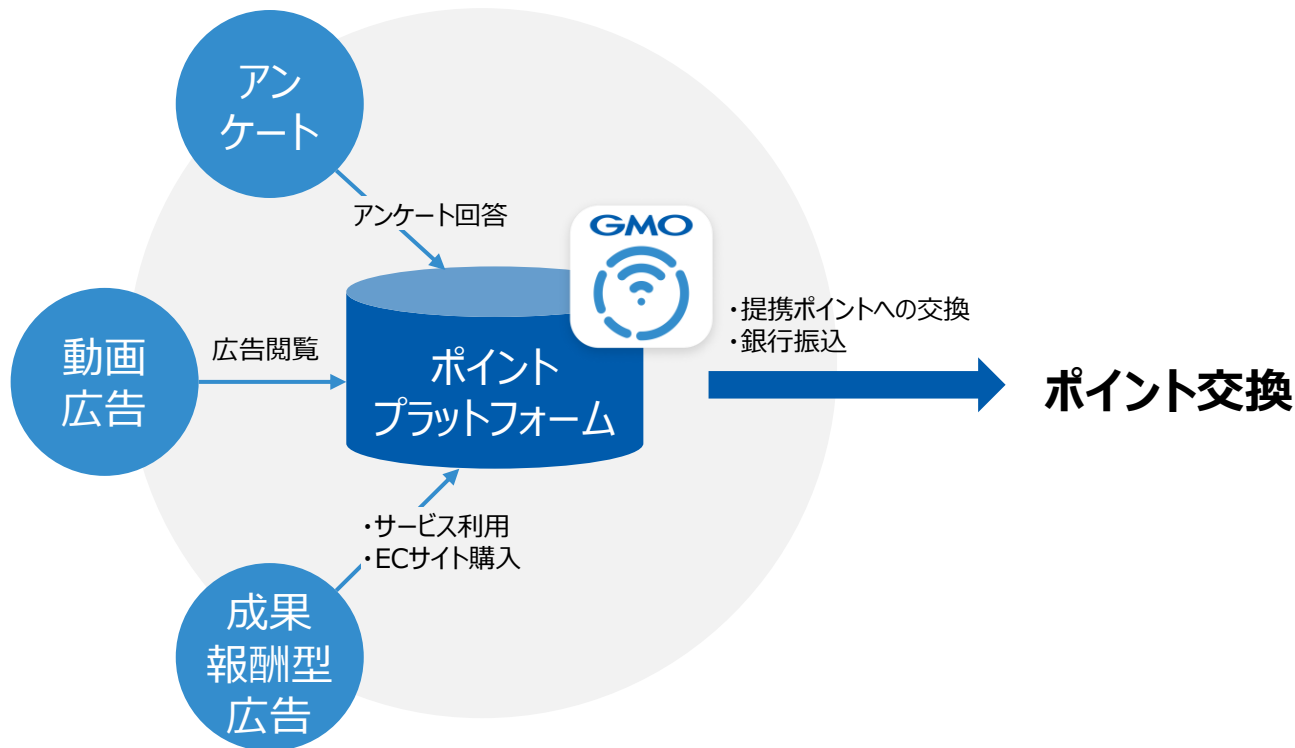 アン
ケート
アンケート回答
GMO
動画
広告
広告閲覧
ポイント
プラットフォーム
・提携ポイントへの交換
・銀行振込
ポイント交換
・サービス利用
・ECサイト購入
成果
報酬型
広告